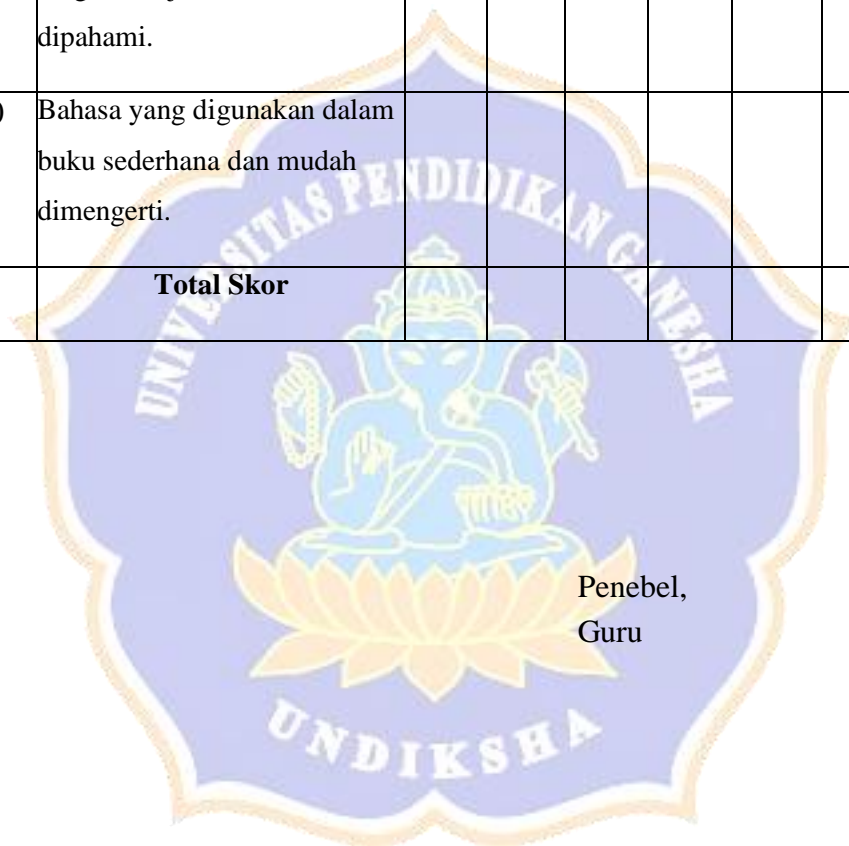 dipahami.
) Bahasa yang digunakan dalam
buku sederhana dan mudah
dimengerti.
Total Skor
UNIVERSITAS PENDIDIKAN GANESHA
Penebel,
Guru
UNDIKSHA